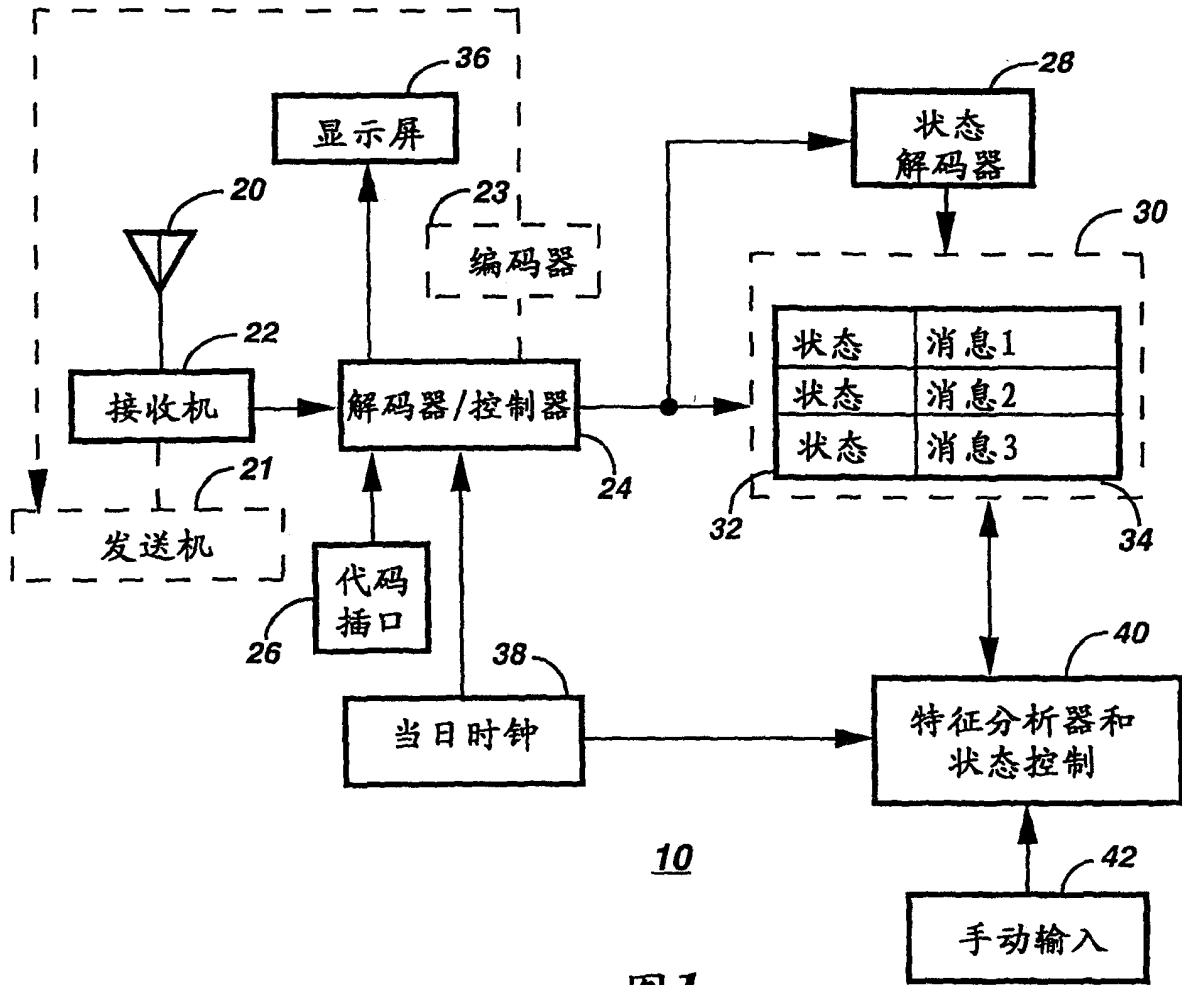 36
显示屏
28
状态
解码器
20
23
编码器
30
22
接收机
解码器/控制器
24
状态 消息1
状态 消息2
状态 消息3
32
34
21
发送机
代码
插口
26
38
当日时钟
40
特征分析器和
状态控制
10
42
手动输入
图1